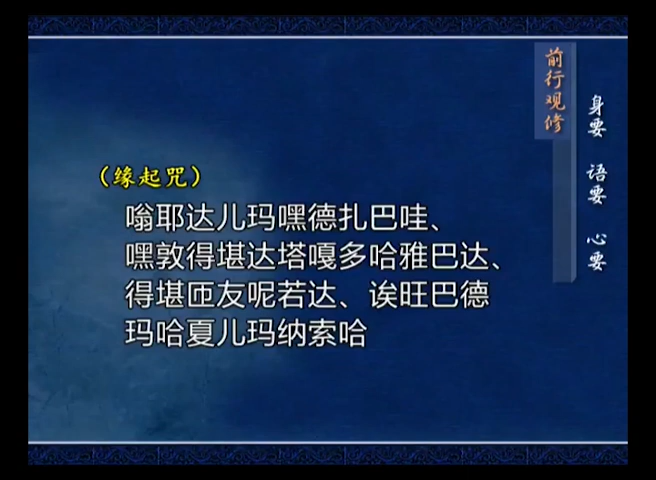 前行观修
身要 语要 心要
（缘起咒）
嗡耶达儿玛嘿德扎巴哇、
嘿敦得堪达塔嘎多哈雅巴达、
得堪匝友呢若达、诶旺巴德
玛哈夏儿玛纳索哈